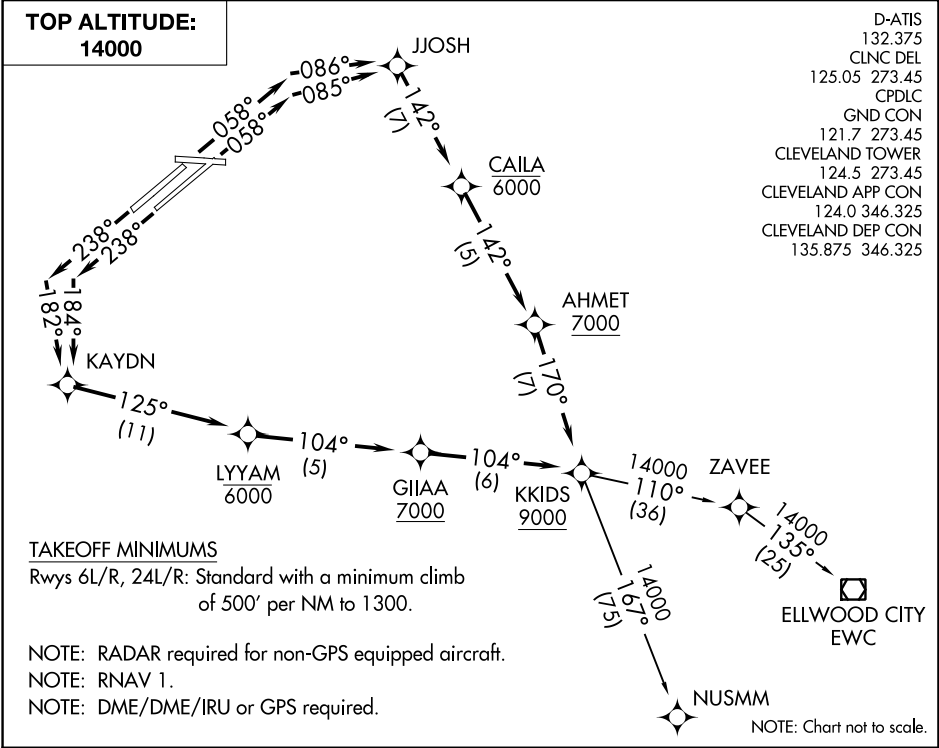 TOP ALTITUDE:
14000
D-ATIS
132.375
CLNC DEL
125.05 273.45
CPDLC
GND CON
121.7 273.45
CLEVELAND TOWER
124.5 273.45
CLEVELAND APP CON
124.0 346.325
CLEVELAND DEP CON
135.875 346.325
JJOSH
086°
085°
058°
058°
142°
(7)
CAILA
6000
142°
(5)
AHMET
7000
170°
(7)
238°
238°
182°
184°
KAYDN
125°
(11)
LYYAM
6000
104°
(5)
GIIAA
7000
104°
(6)
KKIDS
9000
14000
110°
(36)
ZAVEE
14000
135°
(25)
ELLWOOD CITY
EWC
14000
167°
(75)
NUSMM
TAKEOFF MINIMUMS
Rwys 6L/R, 24L/R: Standard with a minimum climb
of 500' per NM to 1300.
NOTE: RADAR required for non-GPS equipped aircraft.
NOTE: RNAV 1.
NOTE: DME/DME/IRU or GPS required.
NOTE: Chart not to scale.